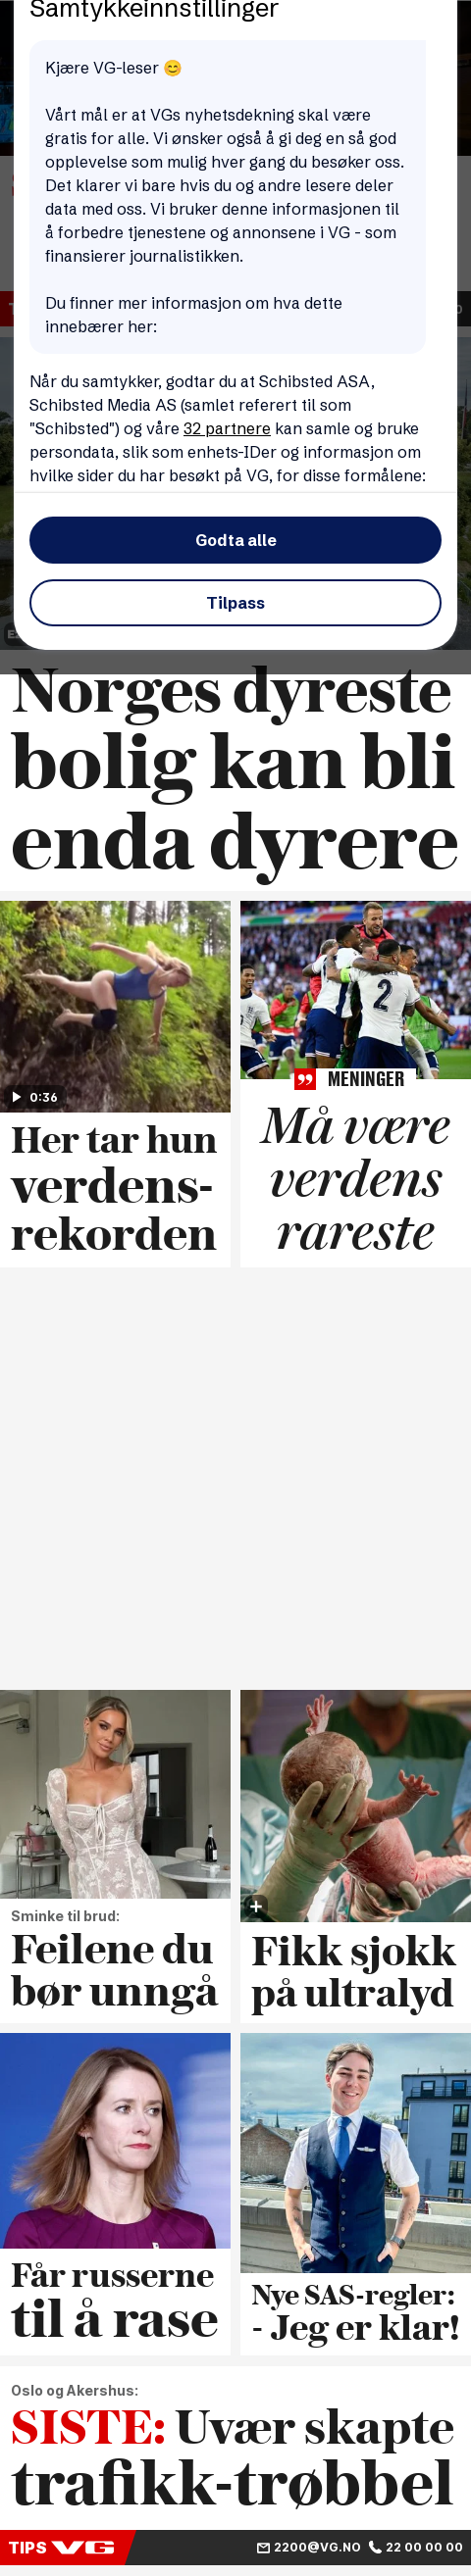 Samtykkeinnstillinger
Kjære VG-leser 😊
Vårt mål er at VGs nyhetsdekning skal være
gratis for alle. Vi ønsker også å gi deg en så god
opplevelse som mulig hver gang du besøker oss.
Det klarer vi bare hvis du og andre lesere deler
data med oss. Vi bruker denne informasjonen til
å forbedre tjenestene og annonsene i VG - som
finansierer journalistikken.
Du finner mer informasjon om hva dette
innebærer her:
Når du samtykker, godtar du at Schibsted ASA,
Schibsted Media AS (samlet referert til som
"Schibsted") og våre 32 partnere kan samle og bruke
persondata, slik som enhets-IDer og informasjon om
hvilke sider du har besøkt på VG, for disse formålene:
Godta alle
Tilpass
Norges dyreste
bolig kan bli
enda dyrere
0:36
Her tar hun
verdens-
rekorden
MENINGER
Må være
verdens
rareste
Sminke til brud:
Feilene du
bør unngå
Fikk sjokk
på ultralyd
Får russerne
til å rase
Nye SAS-regler:
- Jeg er klar!
Oslo og Akershus:
SISTE: Uvær skapte
trafikk-trøbbel
TIPS VG 2200@VG.NO 22 00 00 00